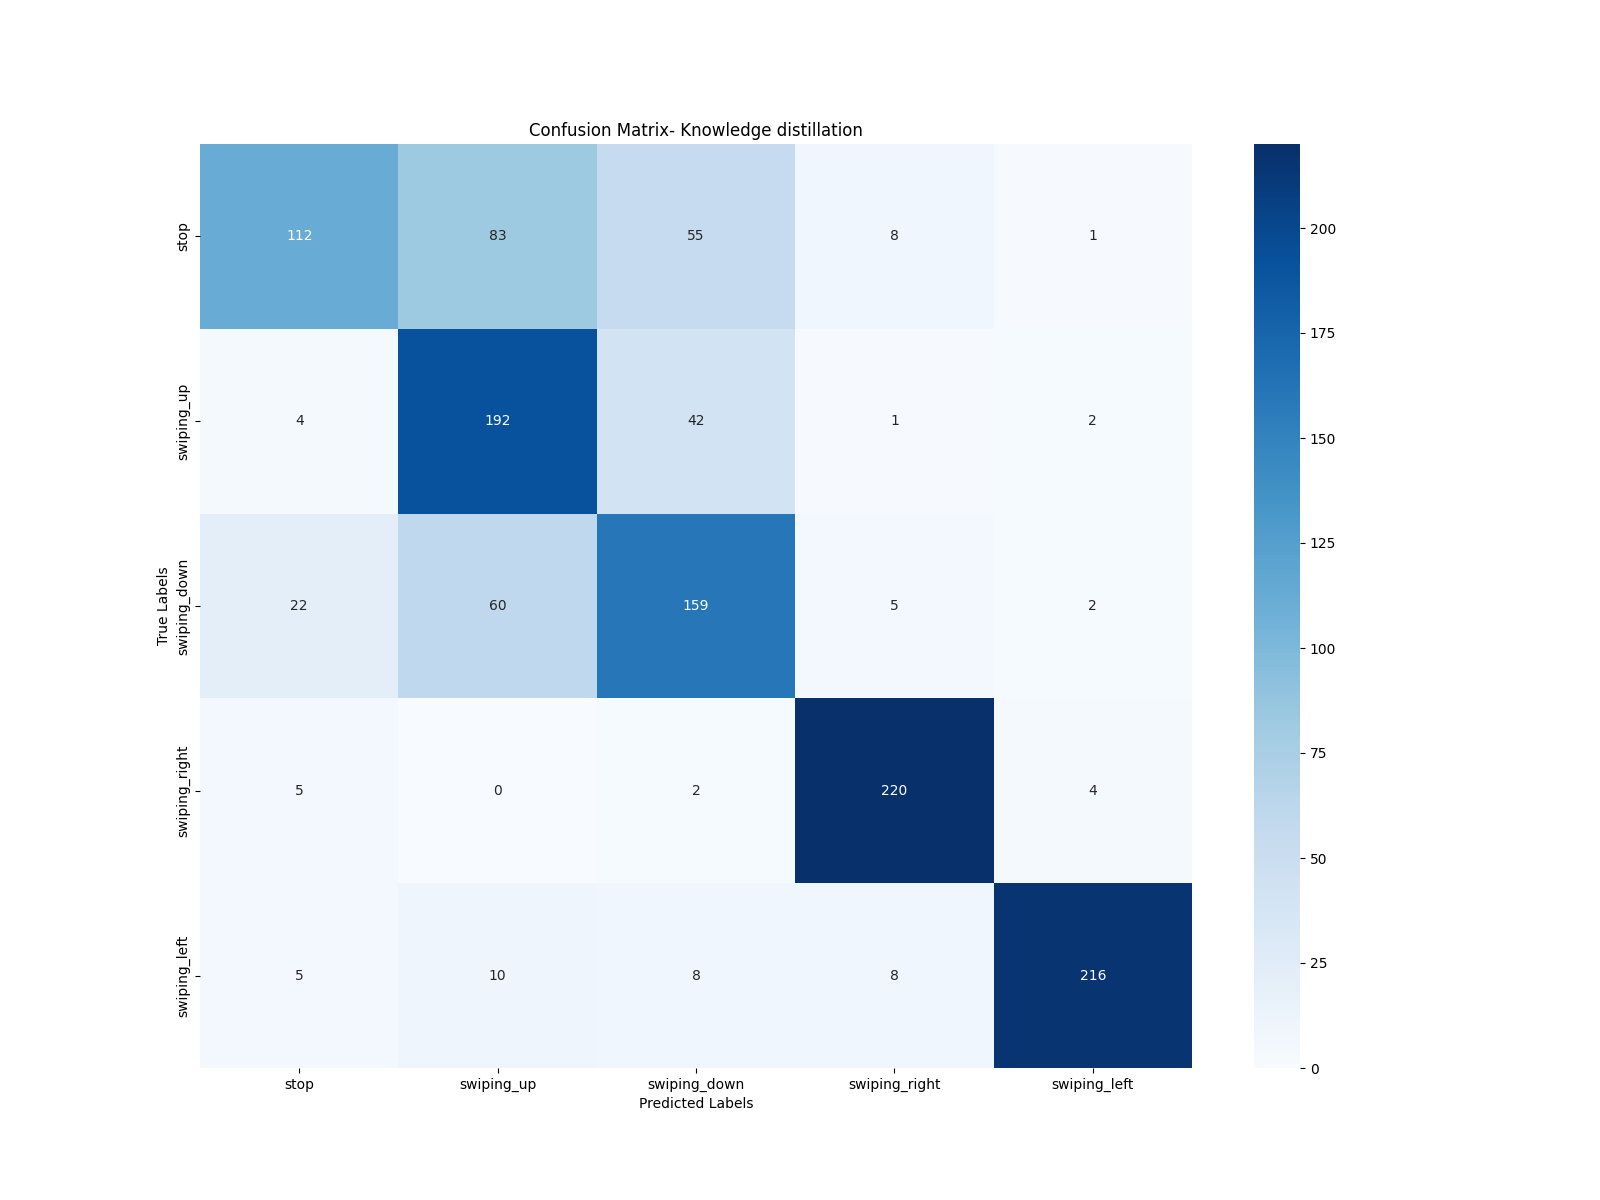 Confusion Matrix- Knowledge distillation
True Labels
stop 112 83 55 8 1
swiping_up 4 192 42 1 2
swiping_down 22 60 159 5 2
swiping_right 5 0 2 220 4
swiping_left 5 10 8 8 216
stop swiping_up swiping_down swiping_right swiping_left
Predicted Labels
200
175
150
125
100
75
50
25
0